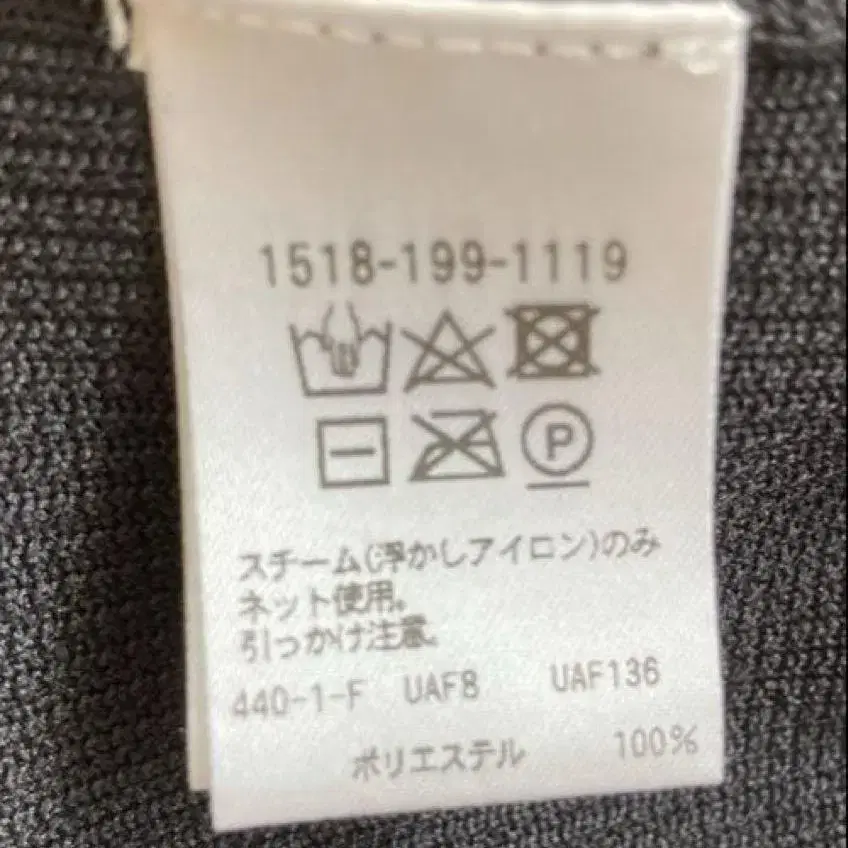 1518-199-1119
P
スチーム(浮かしアイロン)のみ
ネット使用。
引っかけ注意。
440-1-F UAF8 UAF136
ポリエステル 100%